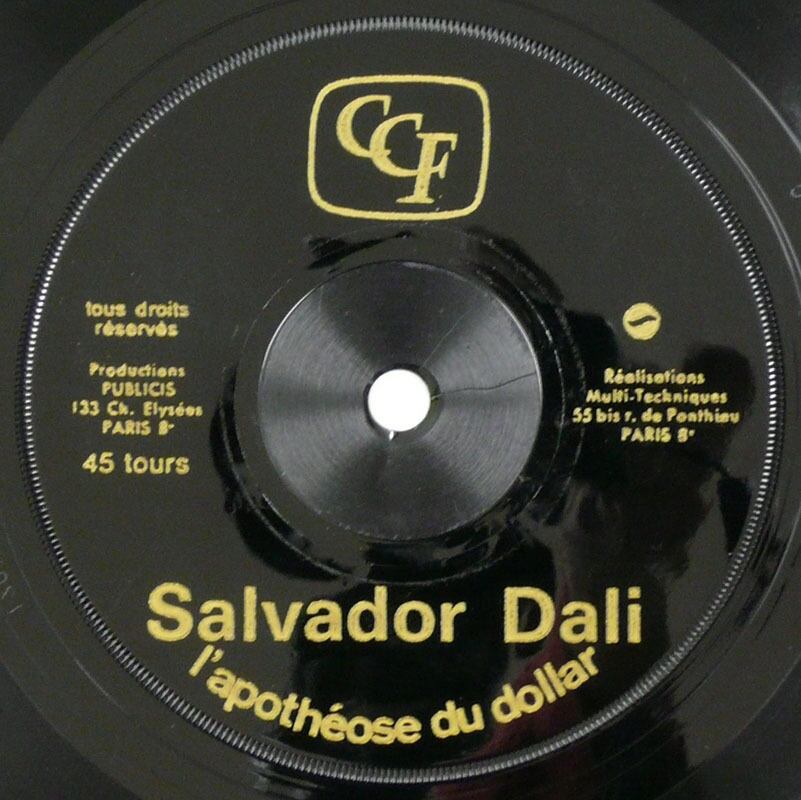 CCF
tous droits
réservés
Productions
PUBLICIS
133 Ch. Elysées
PARIS 8e
45 tours
Réalisations
Multi-Techniques
55 bis r. de Ponthieu
PARIS 8e
Salvador Dali
l'apothéose du dollar